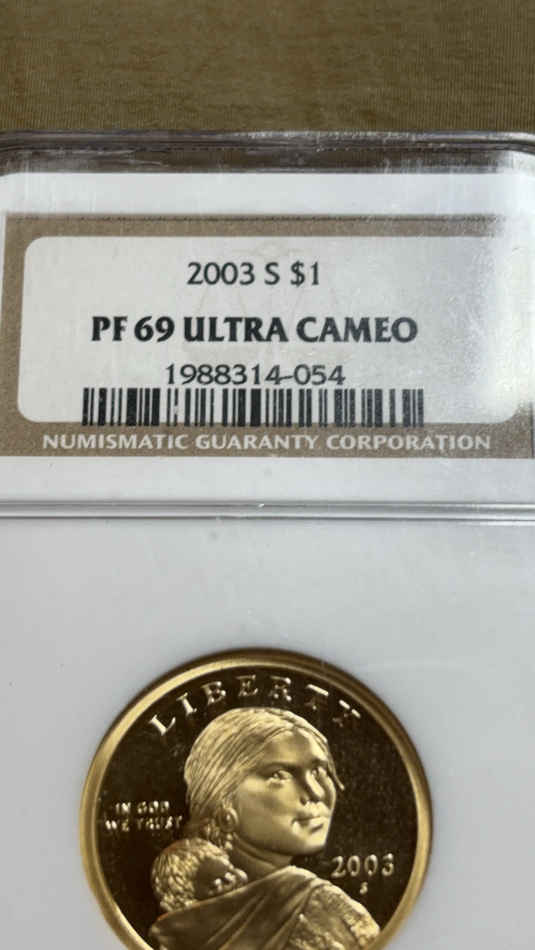 2003 S $1
PF 69 ULTRA CAMEO
1988314-054
NUMISMATIC GUARANTY CORPORATION
LIBERTY
IN GOD
WE TRUST
2003
S